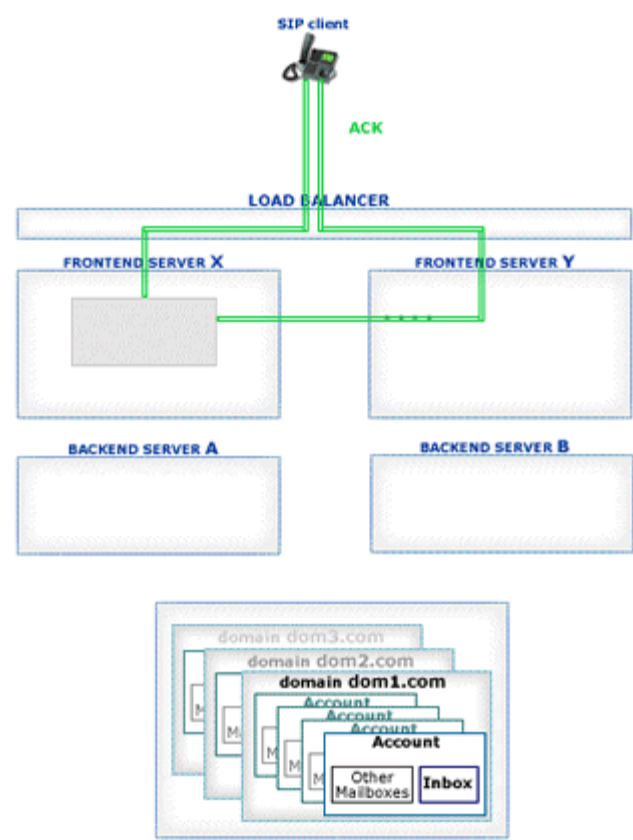 SIP client
ACK
LOAD BALANCER
FRONTEND SERVER X
FRONTEND SERVER Y
BACKEND SERVER A
BACKEND SERVER B
domain dom3.com
domain dom2.com
domain dom1.com
Account
Account
Account
Account
M
M
M
M
M
Other
Mailboxes
Inbox